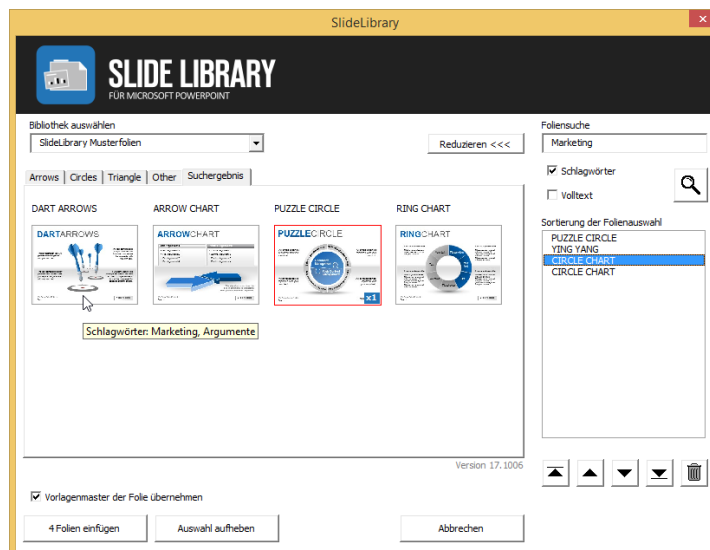 SlideLibrary
SLIDE LIBRARY
FÜR MICROSOFT POWERPOINT
Bibliothek auswählen
SlideLibrary Musterfolien
Reduzieren <<<
Foliensuche
Marketing
Schlagwörter
Volltext
Arrows
Circles
Triangle
Other
Suchergebnis
DART ARROWS
ARROW CHART
PUZZLE CIRCLE
RING CHART
DARTARROWS
ARROWCHART
PUZZLECIRCLE
RINGCHART
x1
Schlagwörter: Marketing, Argumente
Sortierung der Folienauswahl
PUZZLE CIRCLE
YING YANG
CIRCLE CHART
CIRCLE CHART
Version 17.1006
Vorlagenmaster der Folie übernehmen
4 Folien einfügen
Auswahl aufheben
Abbrechen